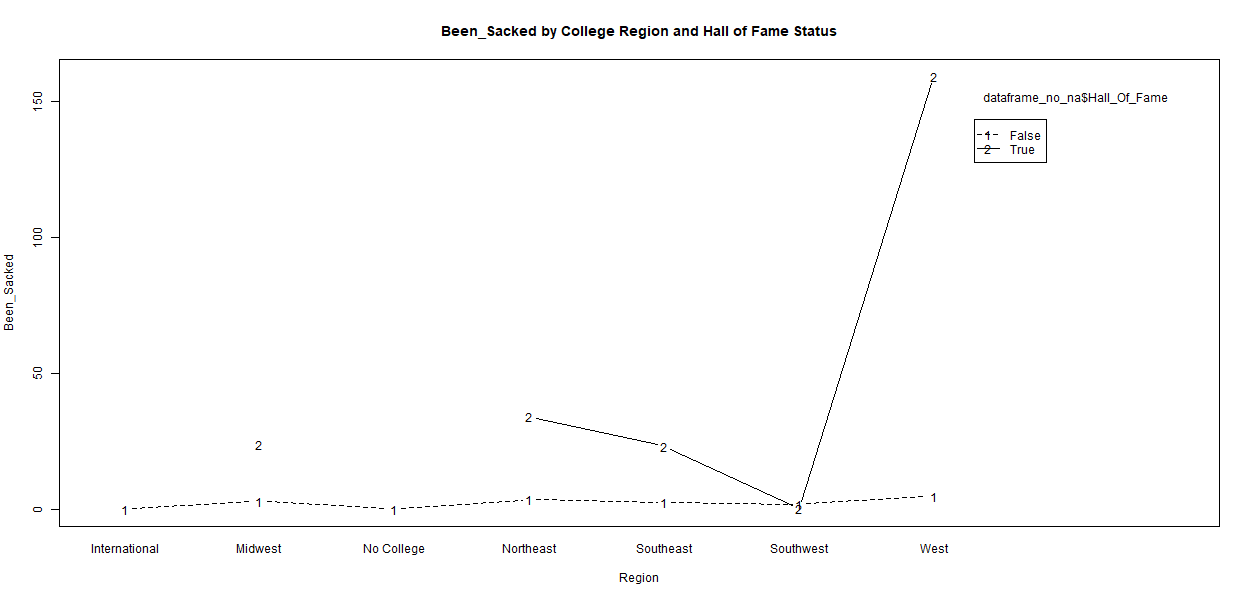 Been_Sacked by College Region and Hall of Fame Status
Been_Sacked
150
100
50
0
2
2
2
2
2
1
1
1
1
1
1
1
dataframe_no_na$Hall_Of_Fame
1 False
2 True
International Midwest No College Northeast Southeast Southwest West
Region